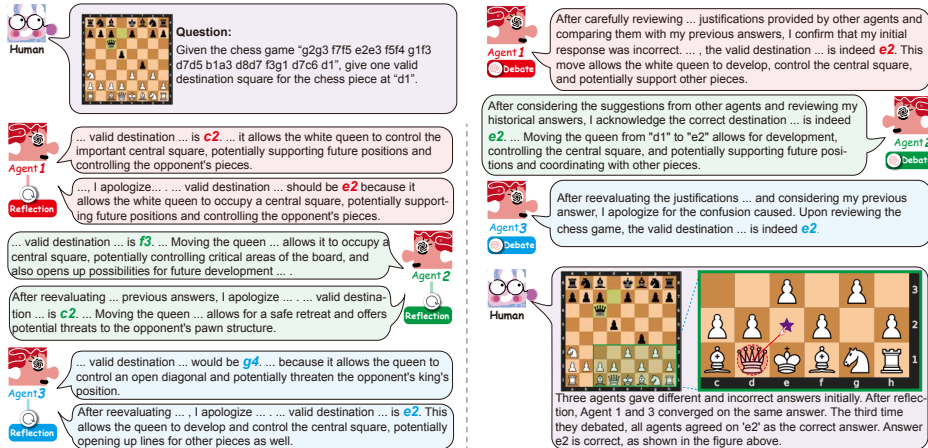 Human
Question:
Given the chess game “g2g3 f7f5 e2e3 f5f4 g1f3
d7d5 b1a3 d8d7 f3g1 d7c6 d1”, give one valid
destination square for the chess piece at “d1”.
... valid destination ... is c2. ... it allows the white queen to control the
important central square, potentially supporting future positions and
controlling the opponent's pieces.
Agent1
..., I apologize... . ... valid destination ... should be e2 because it
allows the white queen to occupy a central square, potentially support-
ing future positions and controlling the opponent's pieces.
Reflection
... valid destination ... is f3. ... Moving the queen ... allows it to occupy a
central square, potentially controlling critical areas of the board, and
also opens up possibilities for future development ... .
Agent2
After reevaluating ... previous answers, I apologize ... . ... valid destina-
tion ... is c2. ... Moving the queen ... allows for a safe retreat and offers
potential threats to the opponent's pawn structure.
Reflection
... valid destination ... would be g4. ... because it allows the queen to
control an open diagonal and potentially threaten the opponent's king's
position.
Agent3
After reevaluating ... , I apologize ... . ... valid destination ... is e2. This
allows the queen to develop and control the central square, potentially
opening up lines for other pieces as well.
Reflection
After carefully reviewing ... justifications provided by other agents and
comparing them with my previous answers, I confirm that my initial
response was incorrect. ... , the valid destination ... is indeed e2. This
move allows the white queen to develop, control the central square,
and potentially support other pieces.
Agent1
Debate
After considering the suggestions from other agents and reviewing my
historical answers, I acknowledge the correct destination ... is indeed
e2. ... Moving the queen from "d1" to "e2" allows for development,
controlling the central square, and potentially supporting future posi-
tions and coordinating with other pieces.
Agent2
Debate
After reevaluating the justifications ... and considering my previous
answer, I apologize for the confusion caused. Upon reviewing the
chess game, the valid destination ... is indeed e2.
Agent3
Debate
Human
3
2
1
c d e f g h
Three agents gave different and incorrect answers initially. After reflec-
tion, Agent 1 and 3 converged on the same answer. The third time
they debated, all agents agreed on 'e2' as the correct answer. Answer
e2 is correct, as shown in the figure above.